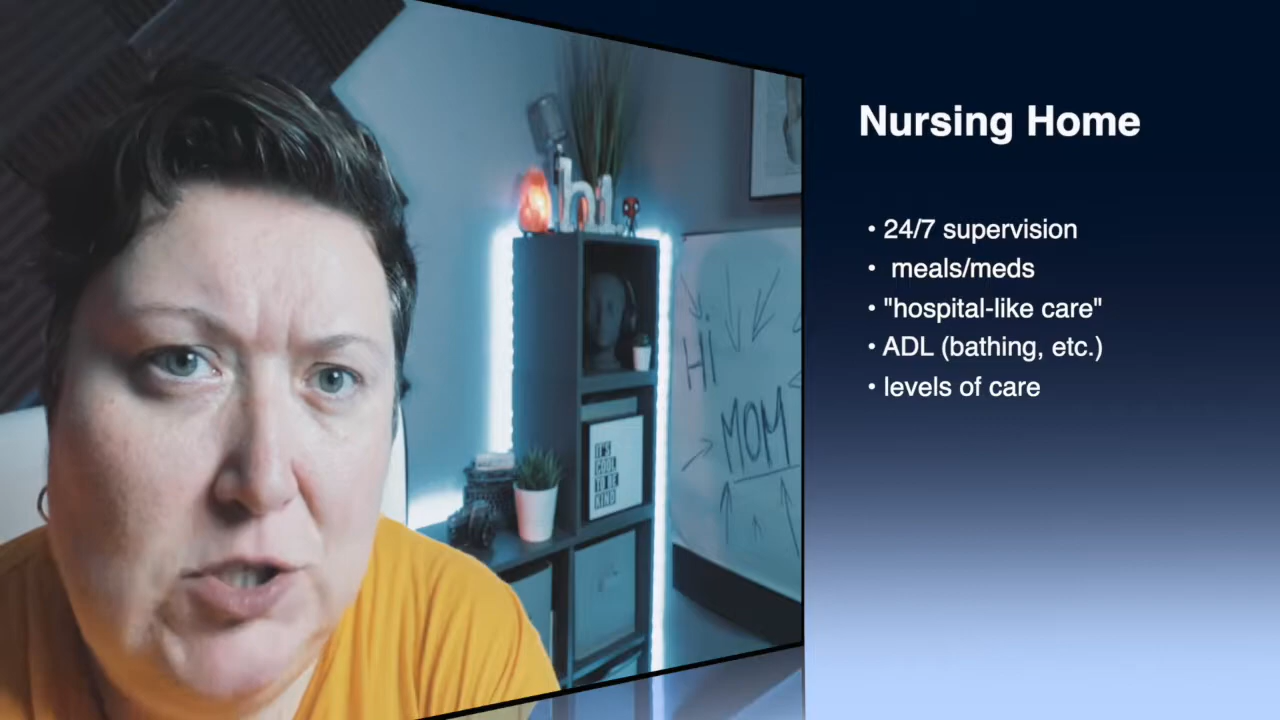 Nursing Home
• 24/7 supervision
• meals/meds
• "hospital-like care"
• ADL (bathing, etc.)
• levels of care
hi
Hi
MOM
IT'S
COOL
TO BE
KIND